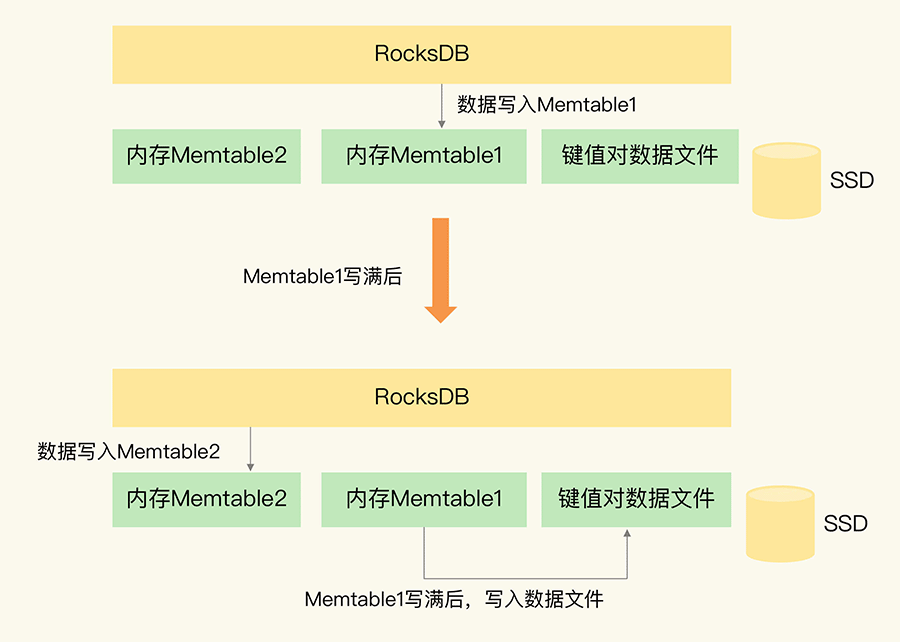 RocksDB
数据写入Memtable1
内存Memtable2
内存Memtable1
键值对数据文件
SSD
Memtable1写满后
RocksDB
数据写入Memtable2
内存Memtable2
内存Memtable1
键值对数据文件
SSD
Memtable1写满后，写入数据文件